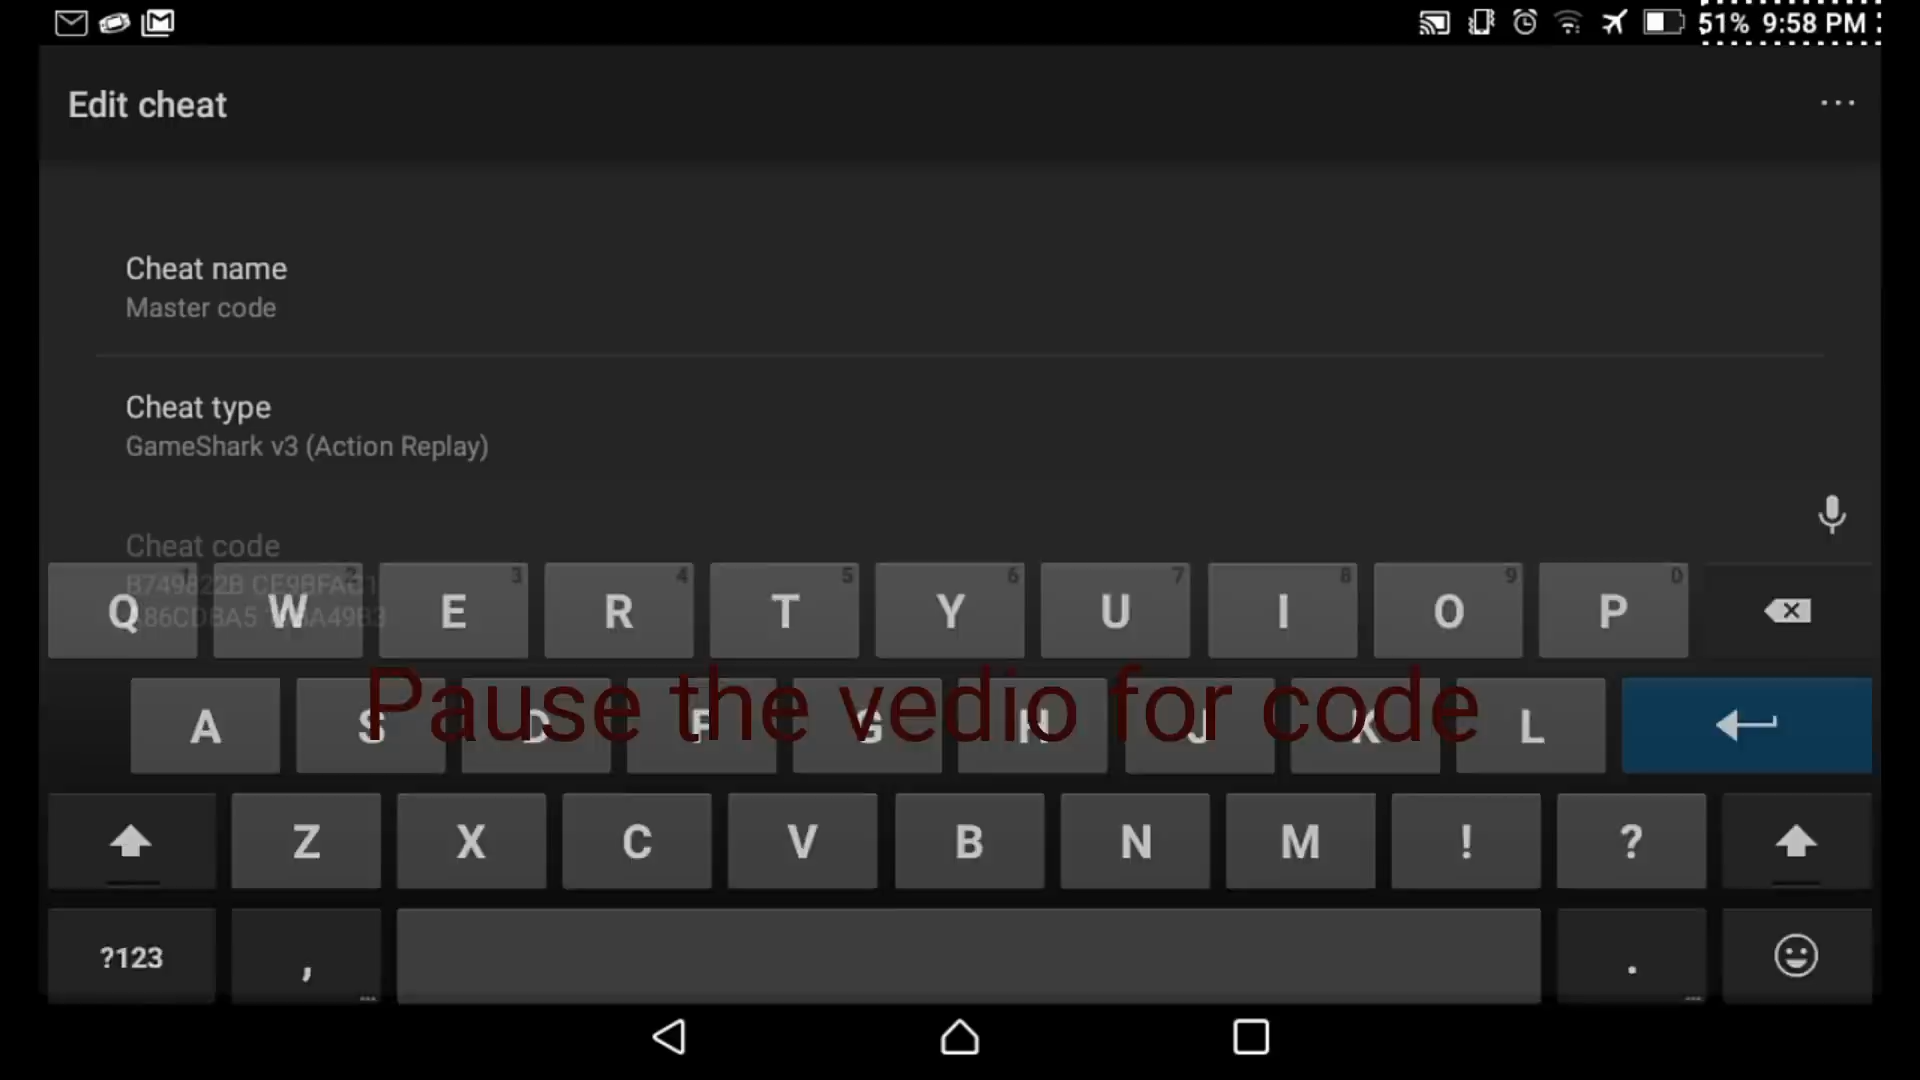 51% 9:58 PM
Edit cheat
Cheat name
Master code
Cheat type
GameShark v3 (Action Replay)
Cheat code
Q 1 W 2 E 3 R 4 T 5 Y 6 U 7 I 8 O 9 P 0
Pause the vedio for code
A S D F G H J K L
Z X C V B N M ! ?
?123 , .